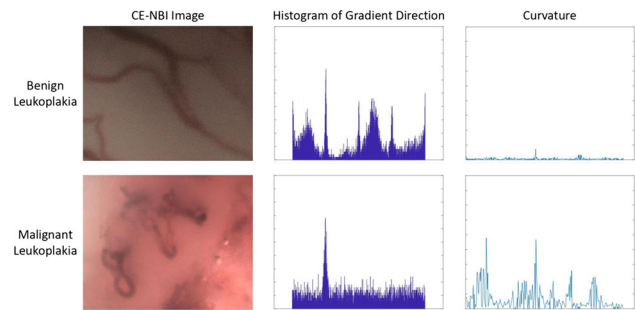 CE-NBI Image
Histogram of Gradient Direction
Curvature
Benign
Leukoplakia
Malignant
Leukoplakia